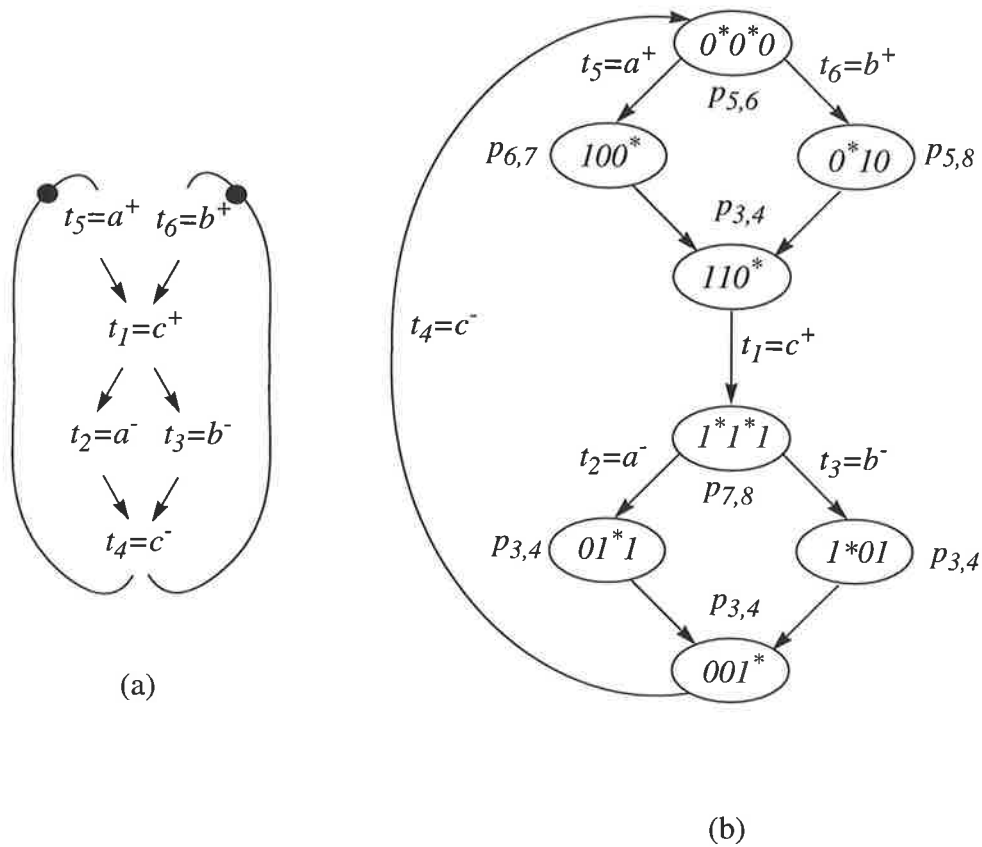 t5=a+ t6=b+
t1=c+
t2=a- t3=b-
t4=c-
(a)
0*0*0
t5=a+ t6=b+
p5,6
p6,7 100* 0*10 p5,8
p3,4
110*
t4=c-
t1=c+
1*1*1
t2=a- t3=b-
p7,8
p3,4 01*1 1*01 p3,4
p3,4
001*
(b)